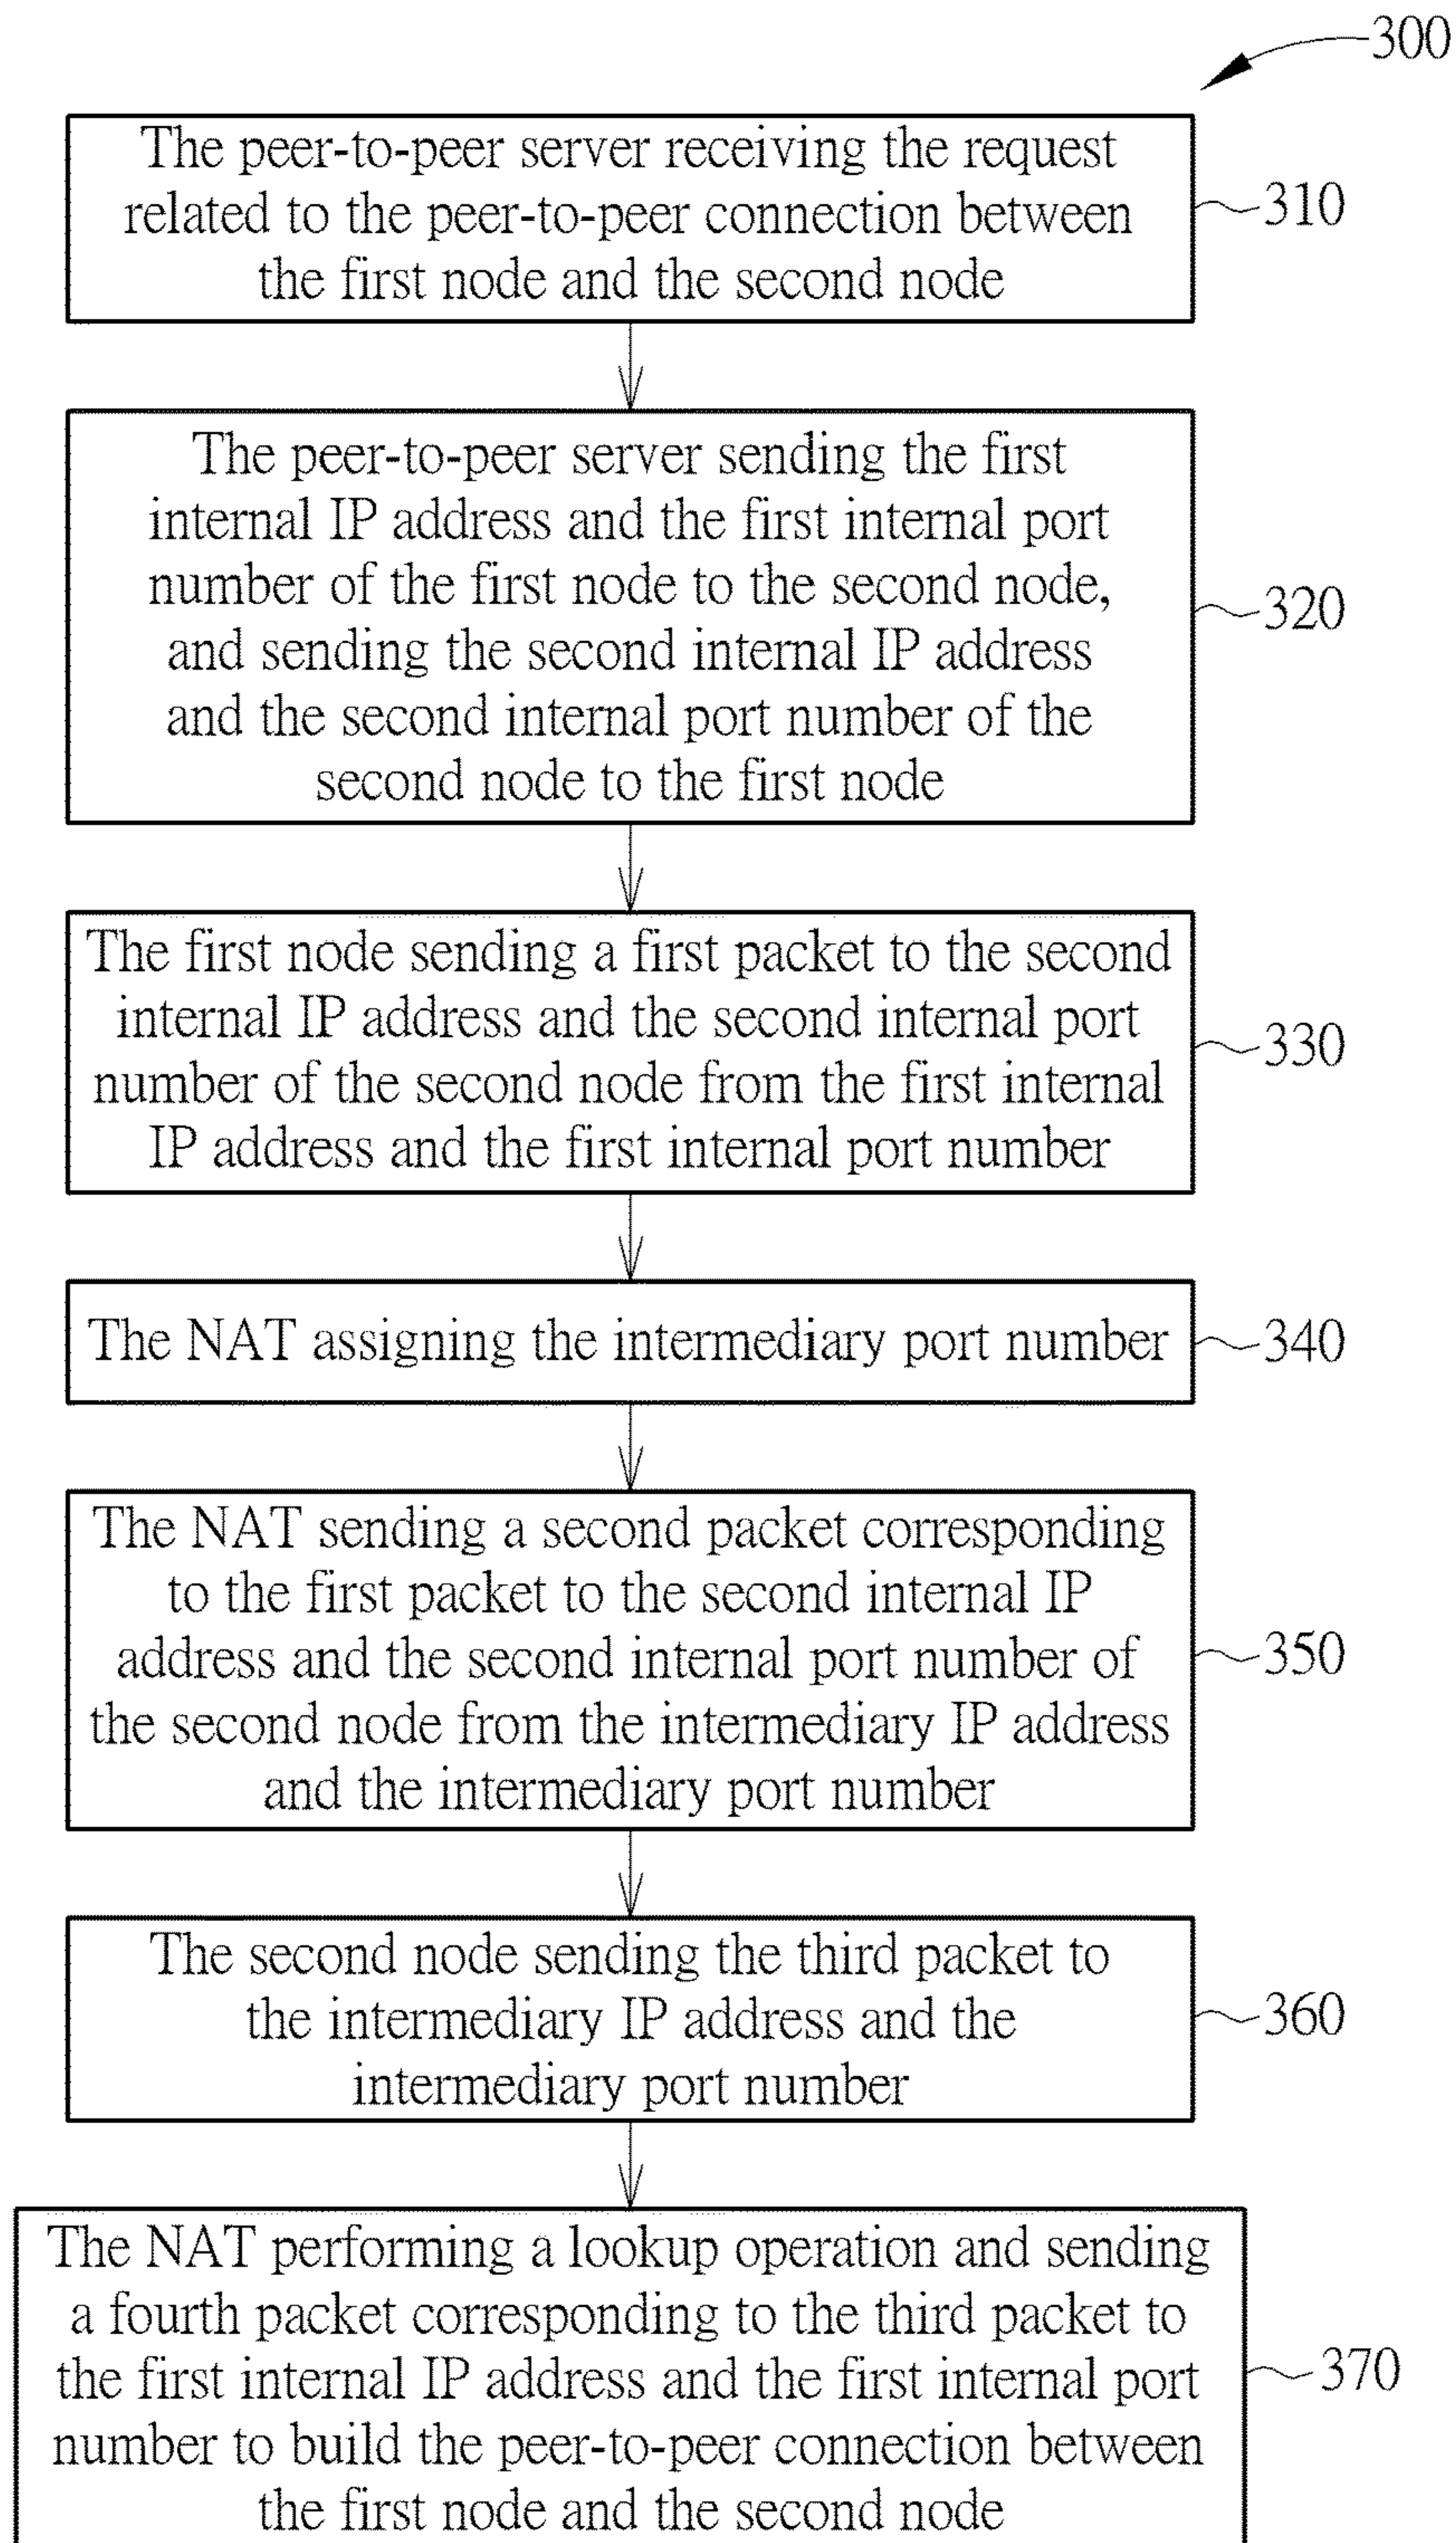 300
The peer-to-peer server receiving the request
related to the peer-to-peer connection between
the first node and the second node
310
The peer-to-peer server sending the first
internal IP address and the first internal port
number of the first node to the second node,
and sending the second internal IP address
and the second internal port number of the
second node to the first node
320
The first node sending a first packet to the second
internal IP address and the second internal port
number of the second node from the first internal
IP address and the first internal port number
330
The NAT assigning the intermediary port number
340
The NAT sending a second packet corresponding
to the first packet to the second internal IP
address and the second internal port number of
the second node from the intermediary IP address
and the intermediary port number
350
The second node sending the third packet to
the intermediary IP address and the
intermediary port number
360
The NAT performing a lookup operation and sending
a fourth packet corresponding to the third packet to
the first internal IP address and the first internal port
number to build the peer-to-peer connection between
the first node and the second node
370